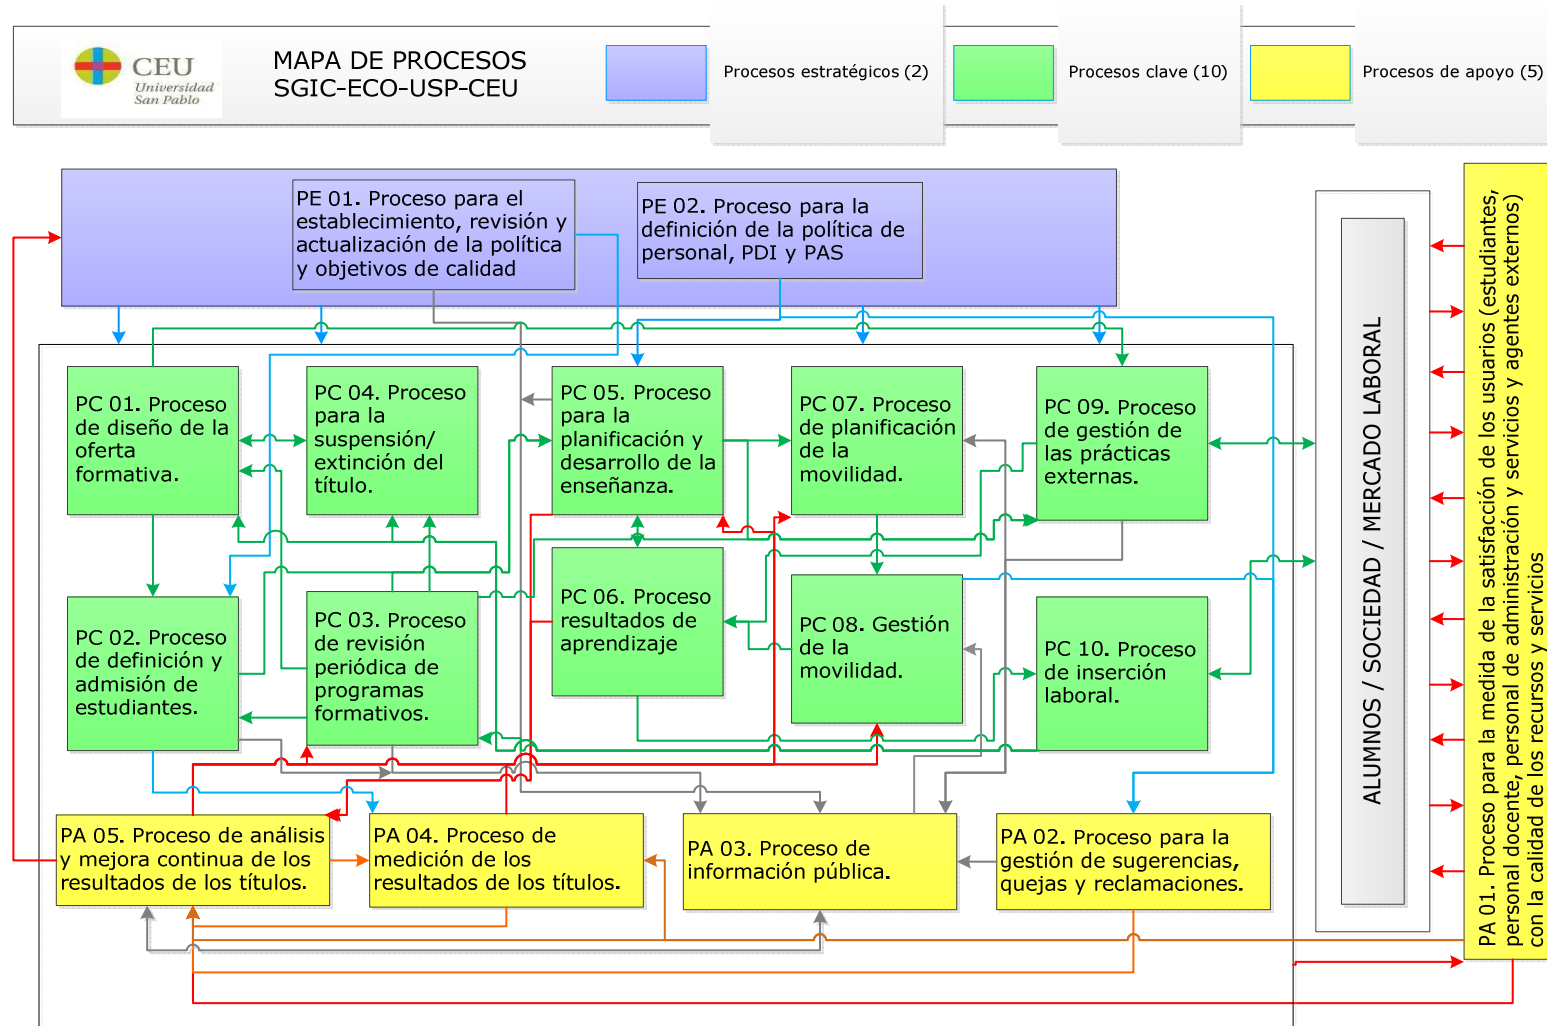 CEU
Universidad
San Pablo
MAPA DE PROCESOS
SGIC-ECO-USP-CEU
Procesos estratégicos (2)
Procesos clave (10)
Procesos de apoyo (5)
PE 01. Proceso para el
establecimiento, revisión y
actualización de la política
y objetivos de calidad
PE 02. Proceso para la
definición de la política de
personal, PDI y PAS
PC 01. Proceso
de diseño de la
oferta
formativa.
PC 04. Proceso
para la
suspensión/
extinción del
título.
PC 05. Proceso
para la
planificación y
desarrollo de la
enseñanza.
PC 07. Proceso
de planificación
de la
movilidad.
PC 09. Proceso
de gestión de
las prácticas
externas.
PC 02. Proceso
de definición y
admisión de
estudiantes.
PC 03. Proceso
de revisión
periódica de
programas
formativos.
PC 06. Proceso
resultados de
aprendizaje
PC 08. Gestión
de la
movilidad.
PC 10. Proceso
de inserción
laboral.
PA 05. Proceso de análisis
y mejora continua de los
resultados de los títulos.
PA 04. Proceso de
medición de los
resultados de los títulos.
PA 03. Proceso de
información pública.
PA 02. Proceso para la
gestión de sugerencias,
quejas y reclamaciones.
ALUMNOS / SOCIEDAD / MERCADO LABORAL
PA 01. Proceso para la medida de la satisfacción de los usuarios (estudiantes,
personal docente, personal de administración y servicios y agentes externos)
con la calidad de los recursos y servicios